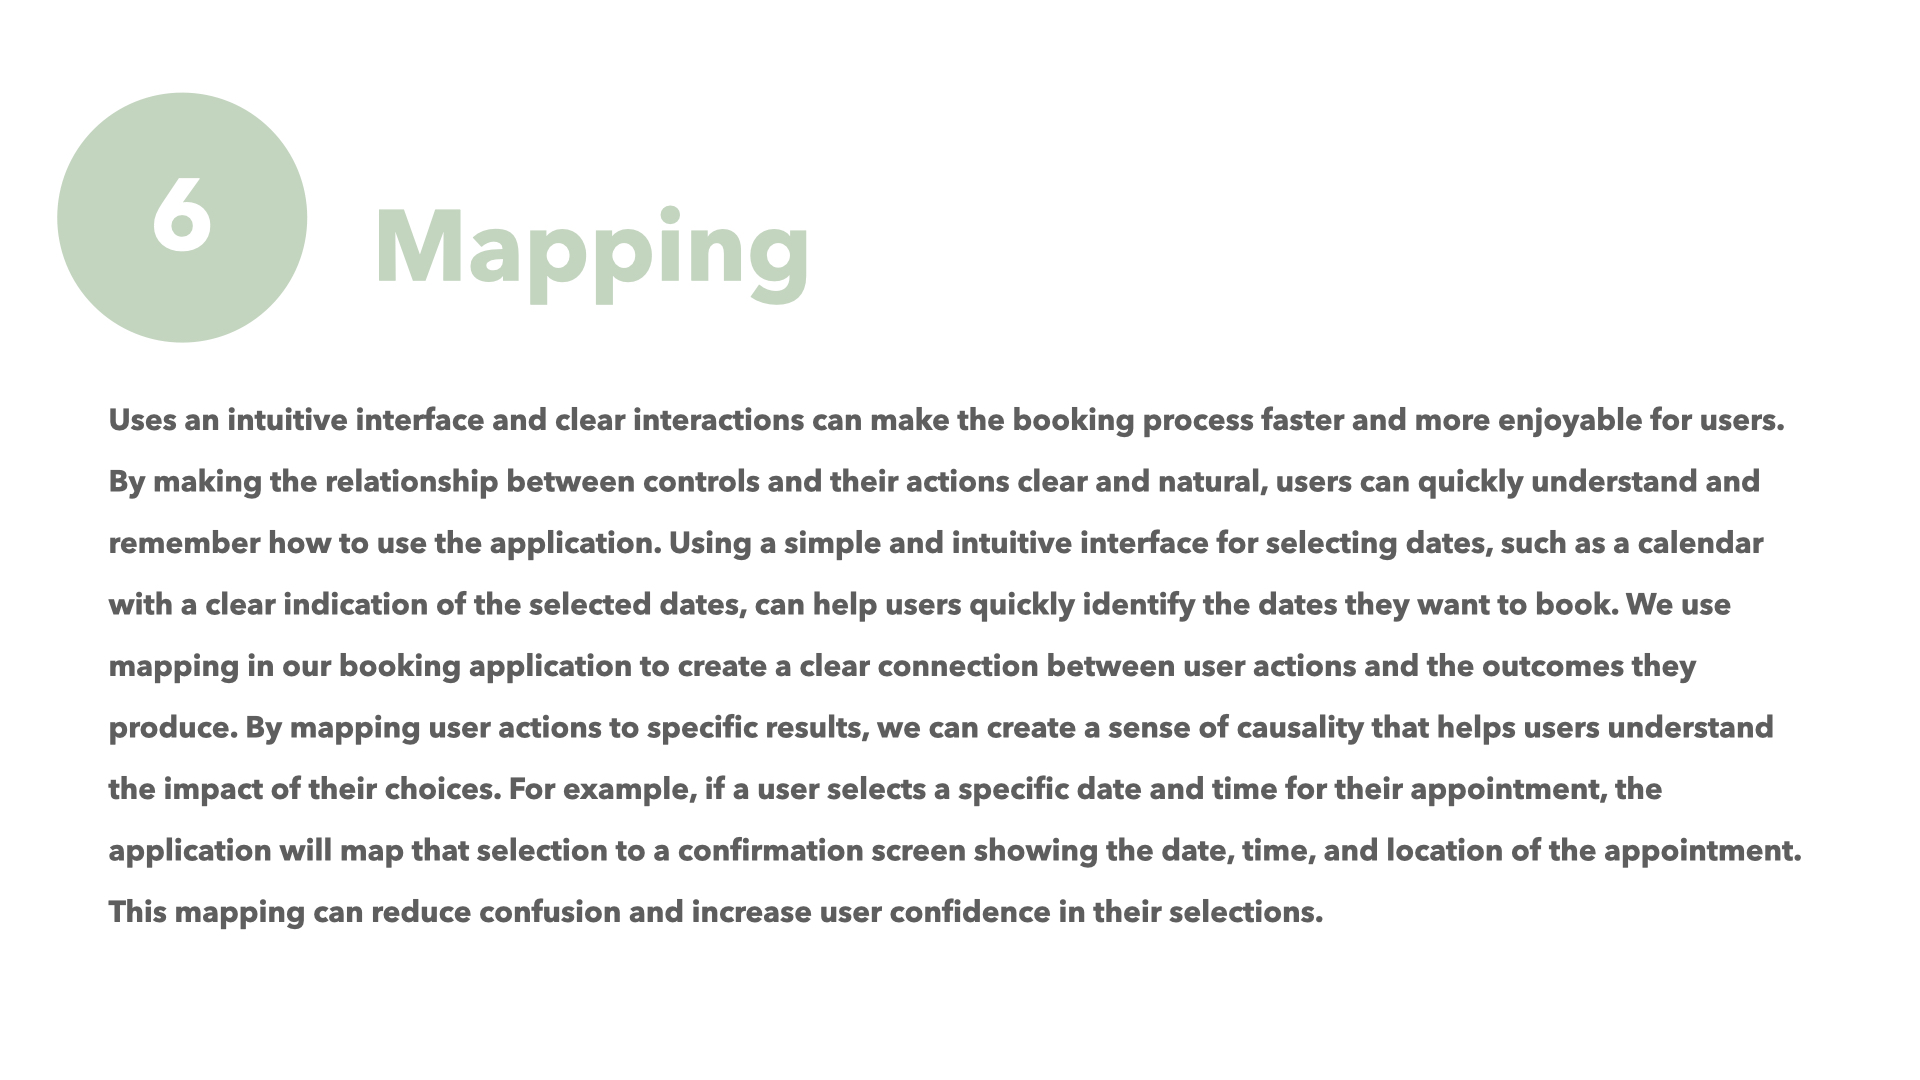 6
Mapping
Uses an intuitive interface and clear interactions can make the booking process faster and more enjoyable for users.
By making the relationship between controls and their actions clear and natural, users can quickly understand and
remember how to use the application. Using a simple and intuitive interface for selecting dates, such as a calendar
with a clear indication of the selected dates, can help users quickly identify the dates they want to book. We use
mapping in our booking application to create a clear connection between user actions and the outcomes they
produce. By mapping user actions to specific results, we can create a sense of causality that helps users understand
the impact of their choices. For example, if a user selects a specific date and time for their appointment, the
application will map that selection to a confirmation screen showing the date, time, and location of the appointment.
This mapping can reduce confusion and increase user confidence in their selections.